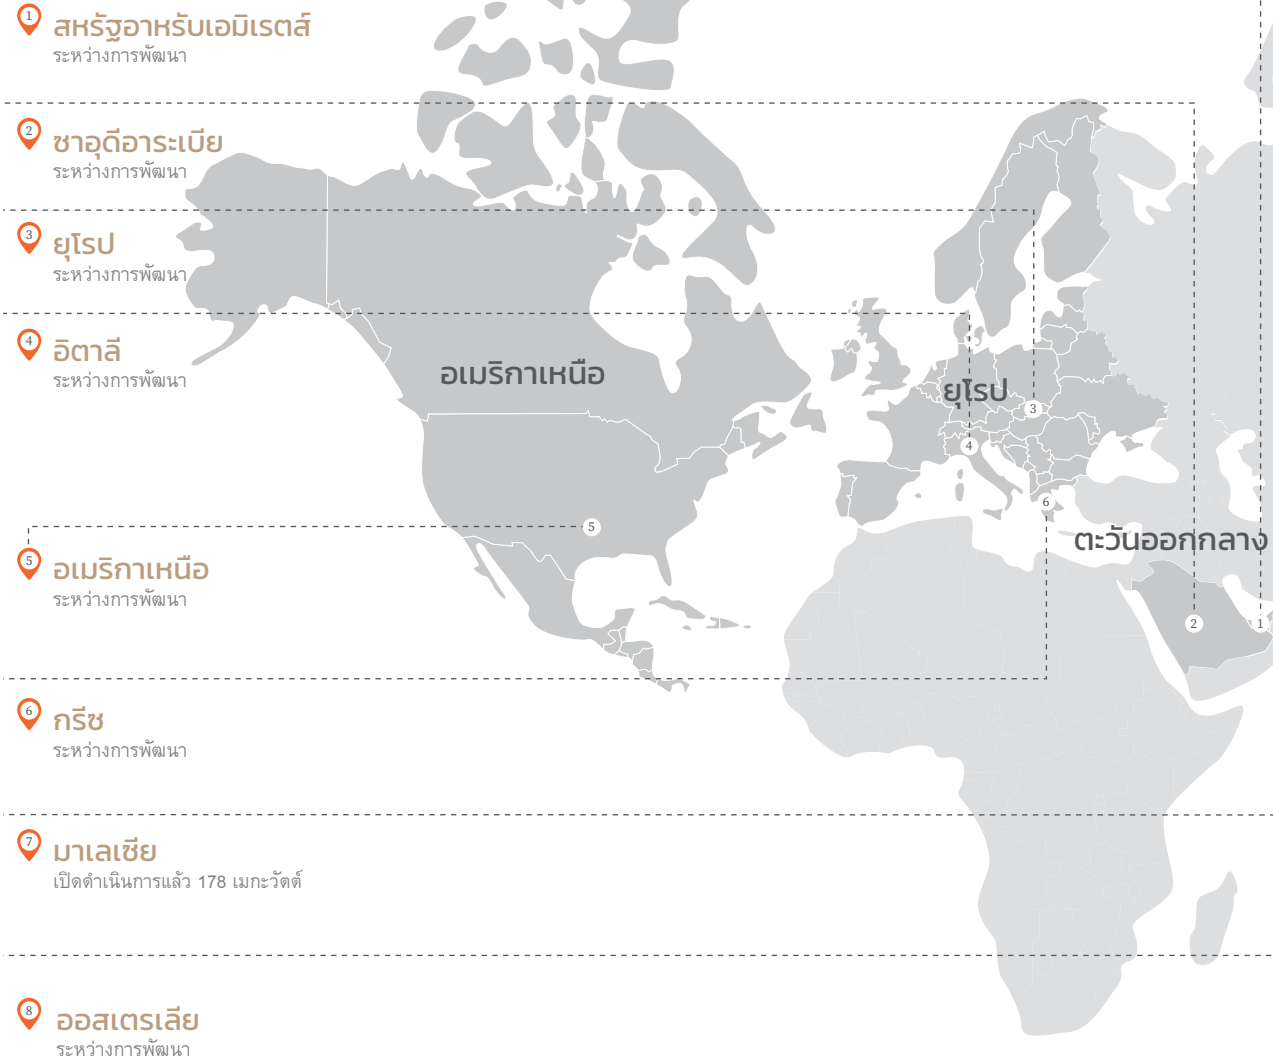 1 สหรัฐอาหรับเอมิเรตส์
ระหว่างการพัฒนา
2 ซาอุดีอาระเบีย
ระหว่างการพัฒนา
3 ยุโรป
ระหว่างการพัฒนา
4 อิตาลี
ระหว่างการพัฒนา
อเมริกาเหนือ
ยุโรป
3
4
6
5
ตะวันออกกลาง
5 อเมริกาเหนือ
ระหว่างการพัฒนา
2
1
6 กรีซ
ระหว่างการพัฒนา
7 มาเลเซีย
เปิดดำเนินการแล้ว 178 เมกะวัตต์
8 ออสเตรเลีย
ระหว่างการพัฒนา